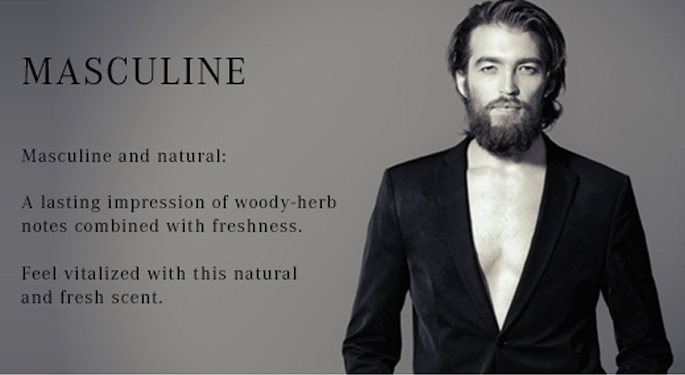 MASCULINE
Masculine and natural:
A lasting impression of woody-herb
notes combined with freshness.
Feel vitalized with this natural
and fresh scent.